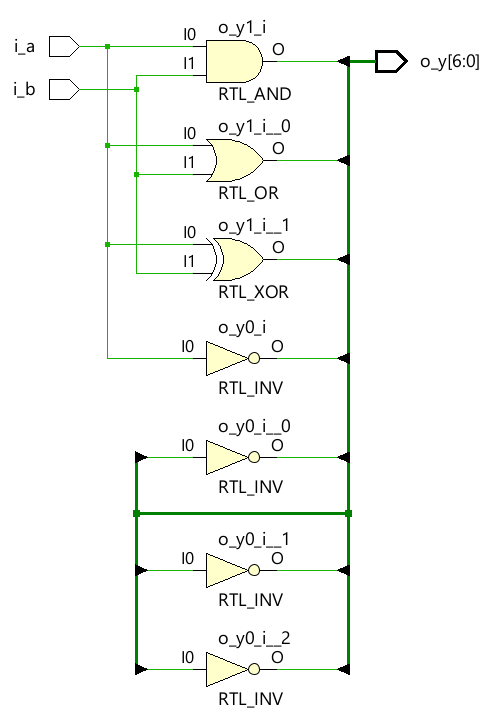 o_y1_i
i_a
I0
O
o_y[6:0]
i_b
I1
RTL_AND
o_y1_i__0
I0
O
I1
RTL_OR
o_y1_i__1
I0
O
I1
RTL_XOR
o_y0_i
I0
O
RTL_INV
o_y0_i__0
I0
O
RTL_INV
o_y0_i__1
I0
O
RTL_INV
o_y0_i__2
I0
O
RTL_INV